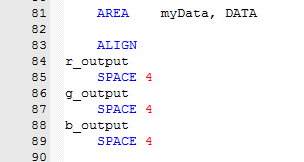 81 AREA myData, DATA
82
83 ALIGN
84 r_output
85 SPACE 4
86 g_output
87 SPACE 4
88 b_output
89 SPACE 4
90